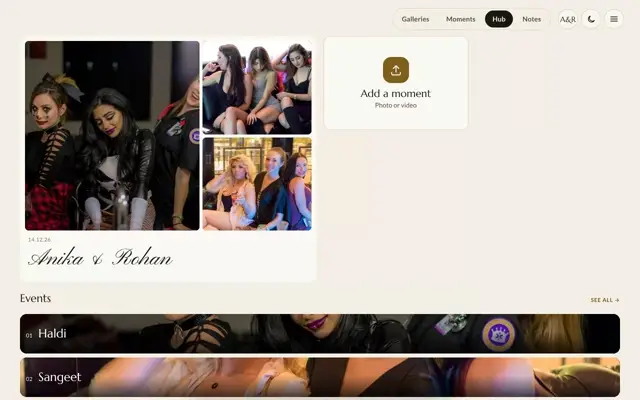 Galleries
Moments
Hub
Notes
A&R
Add a moment
Photo or video
14.12.26
Anika & Rohan
Events
SEE ALL →
01 Haldi
02 Sangeet